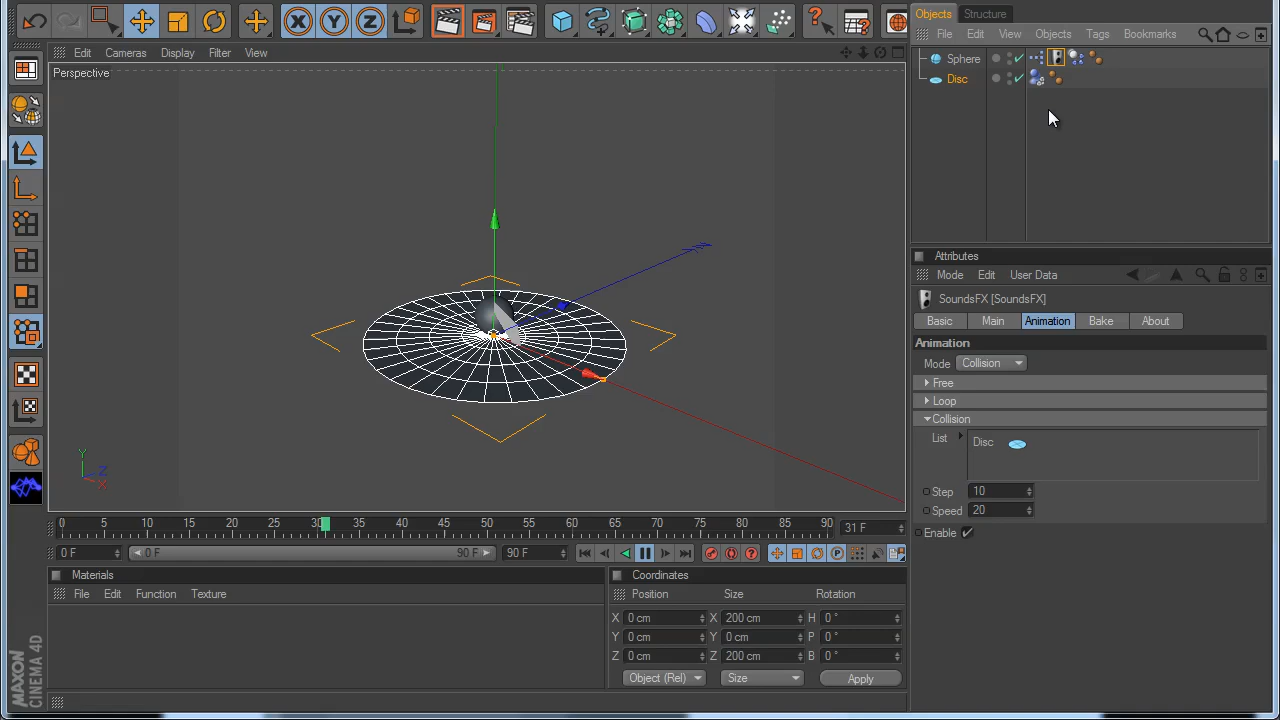 Objects Structure
Edit Cameras Display Filter View
File Edit View Objects Tags Bookmarks
Perspective
Sphere
Disc
Attributes
Mode Edit User Data
SoundsFX [SoundsFX]
Basic Main Animation Bake About
Animation
Mode Collision
Free
Loop
Collision
List Disc
Step 10
Speed 20
Enable
Y
Z
X
0 5 10 15 20 25 30 35 40 45 50 55 60 65 70 75 80 85 90 31 F
0 F 0 F 90 F 90 F
Materials
File Edit Function Texture
Coordinates
Position Size Rotation
X 0 cm X 200 cm H 0 °
Y 0 cm Y 0 cm P 0 °
Z 0 cm Z 200 cm B 0 °
Object (Rel) Size Apply
MAXON
CINEMA 4D